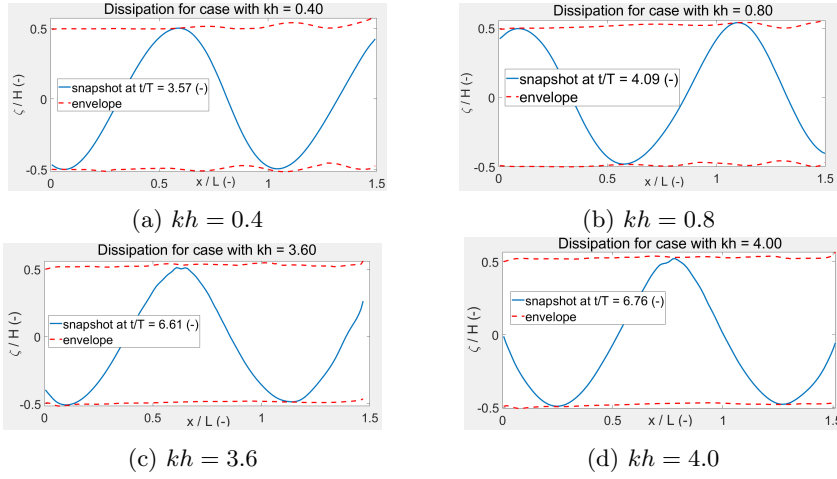 Dissipation for case with kh = 0.40
ζ / H (-)
0.5
0
-0.5
snapshot at t/T = 3.57 (-)
envelope
0
0.5
1
1.5
x / L (-)
(a) kh = 0.4
Dissipation for case with kh = 0.80
ζ / H (-)
0.5
0
-0.5
snapshot at t/T = 4.09 (-)
envelope
0
0.5
1
1.5
x / L (-)
(b) kh = 0.8
Dissipation for case with kh = 3.60
ζ / H (-)
0.5
0
-0.5
snapshot at t/T = 6.61 (-)
envelope
0
0.5
1
1.5
x / L (-)
(c) kh = 3.6
Dissipation for case with kh = 4.00
ζ / H (-)
0.5
0
-0.5
snapshot at t/T = 6.76 (-)
envelope
0
0.5
1
1.5
x / L (-)
(d) kh = 4.0